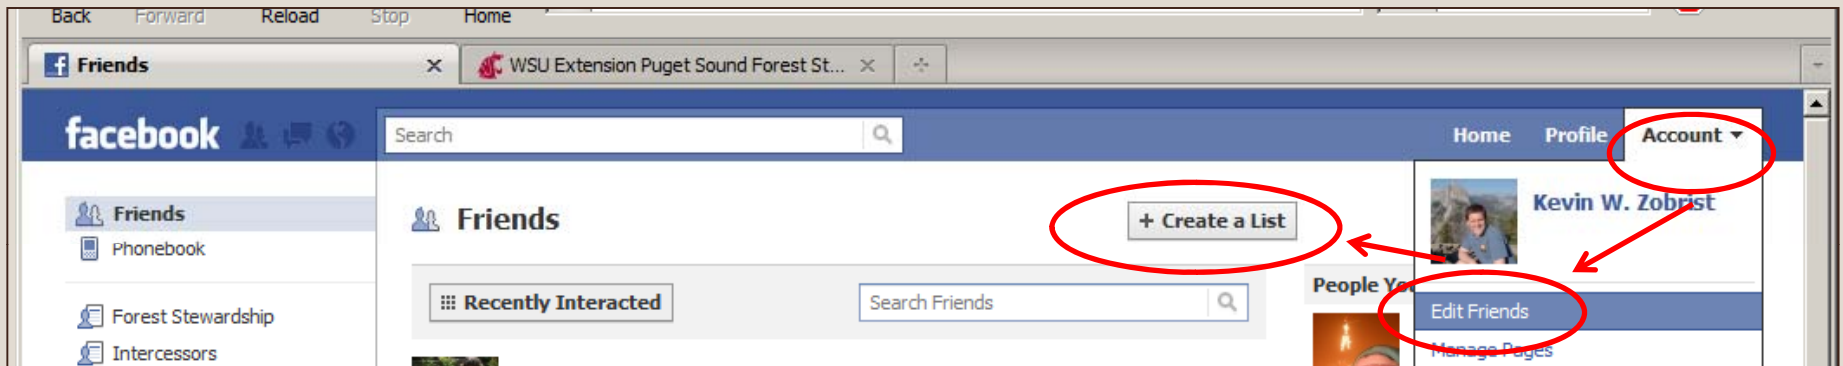 Back Forward Reload Stop Home
Friends × WSU Extension Puget Sound Forest St... ×
facebook Search Home Profile Account
Friends
Phonebook
Forest Stewardship
Intercessors
Friends + Create a List
Recently Interacted Search Friends
People You
Kevin W. Zobrist
Edit Friends
Manage Pages